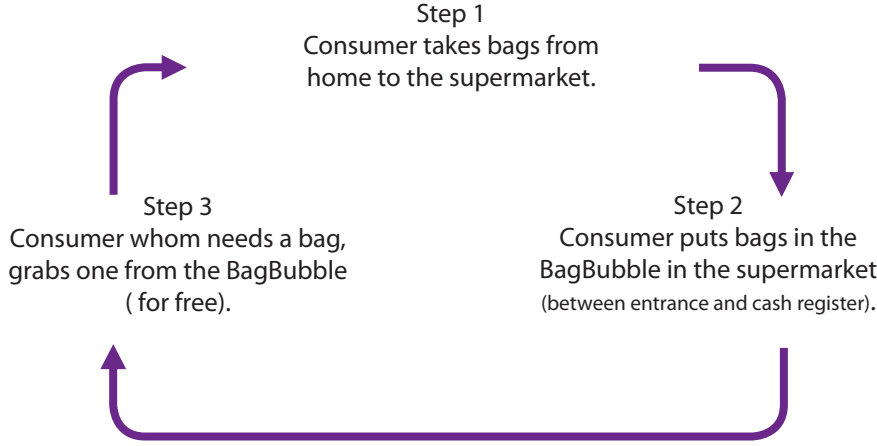 Step 1
Consumer takes bags from
home to the supermarket.
Step 2
Consumer puts bags in the
BagBubble in the supermarket
(between entrance and cash register).
Step 3
Consumer whom needs a bag,
grabs one from the BagBubble
( for free).